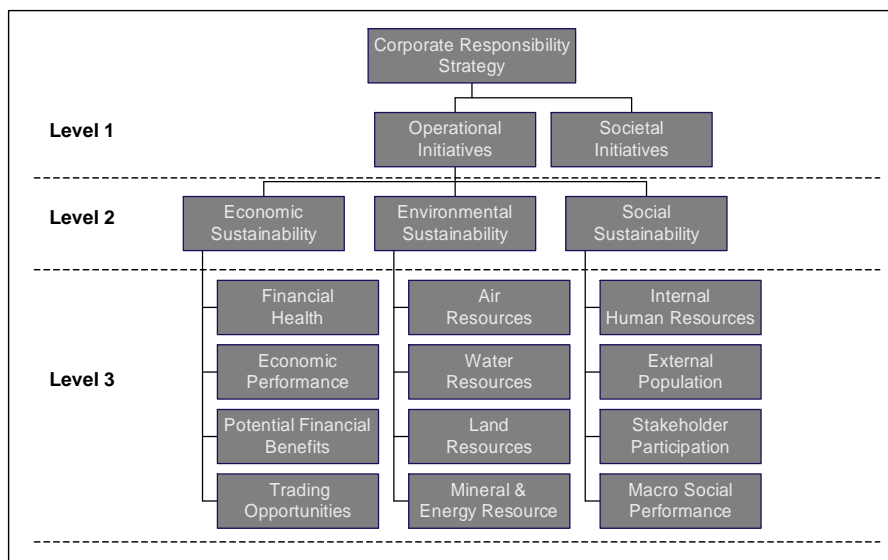 Corporate Responsibility
Strategy
Level 1
Operational
Initiatives
Societal
Initiatives
Level 2
Economic
Sustainability
Environmental
Sustainability
Social
Sustainability
Level 3
Financial
Health
Air
Resources
Internal
Human Resources
Economic
Performance
Water
Resources
External
Population
Potential Financial
Benefits
Land
Resources
Stakeholder
Participation
Trading
Opportunities
Mineral &
Energy Resource
Macro Social
Performance